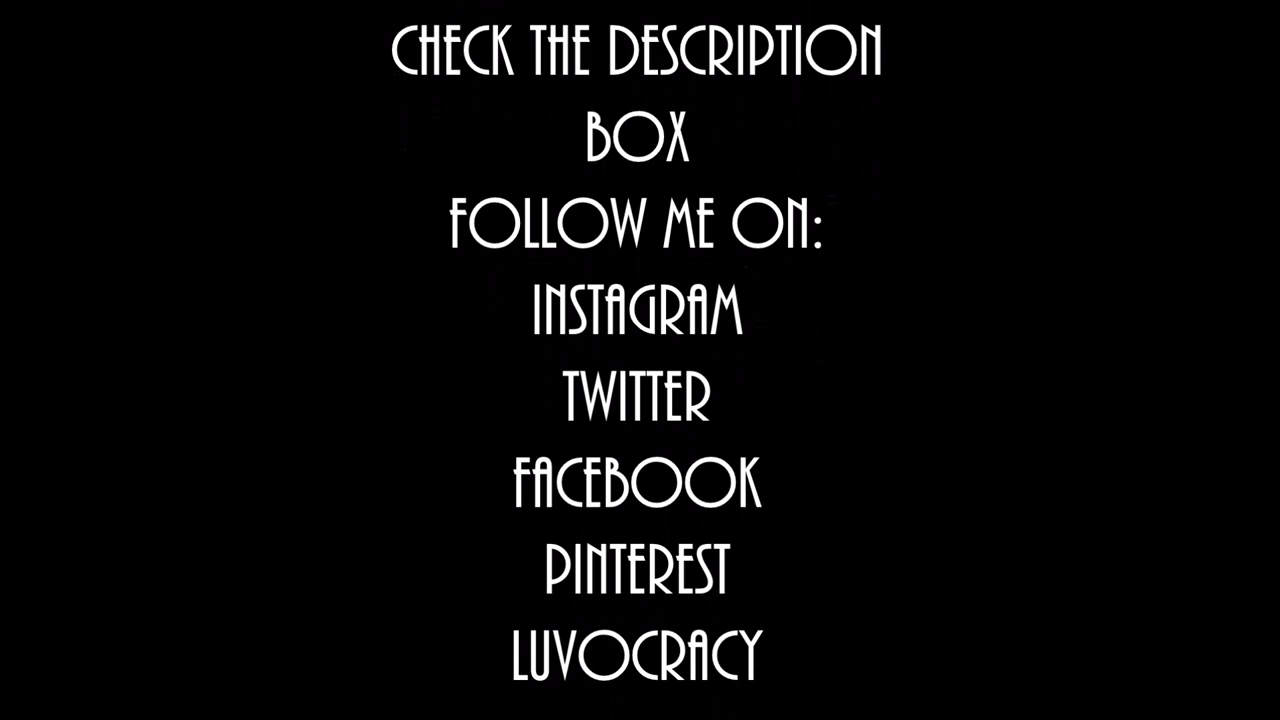 CHECK THE DESCRIPTION
BOX
FOLLOW ME ON:
INSTAGRAM
TWITTER
FACEBOOK
PINTEREST
LUVOCRACY